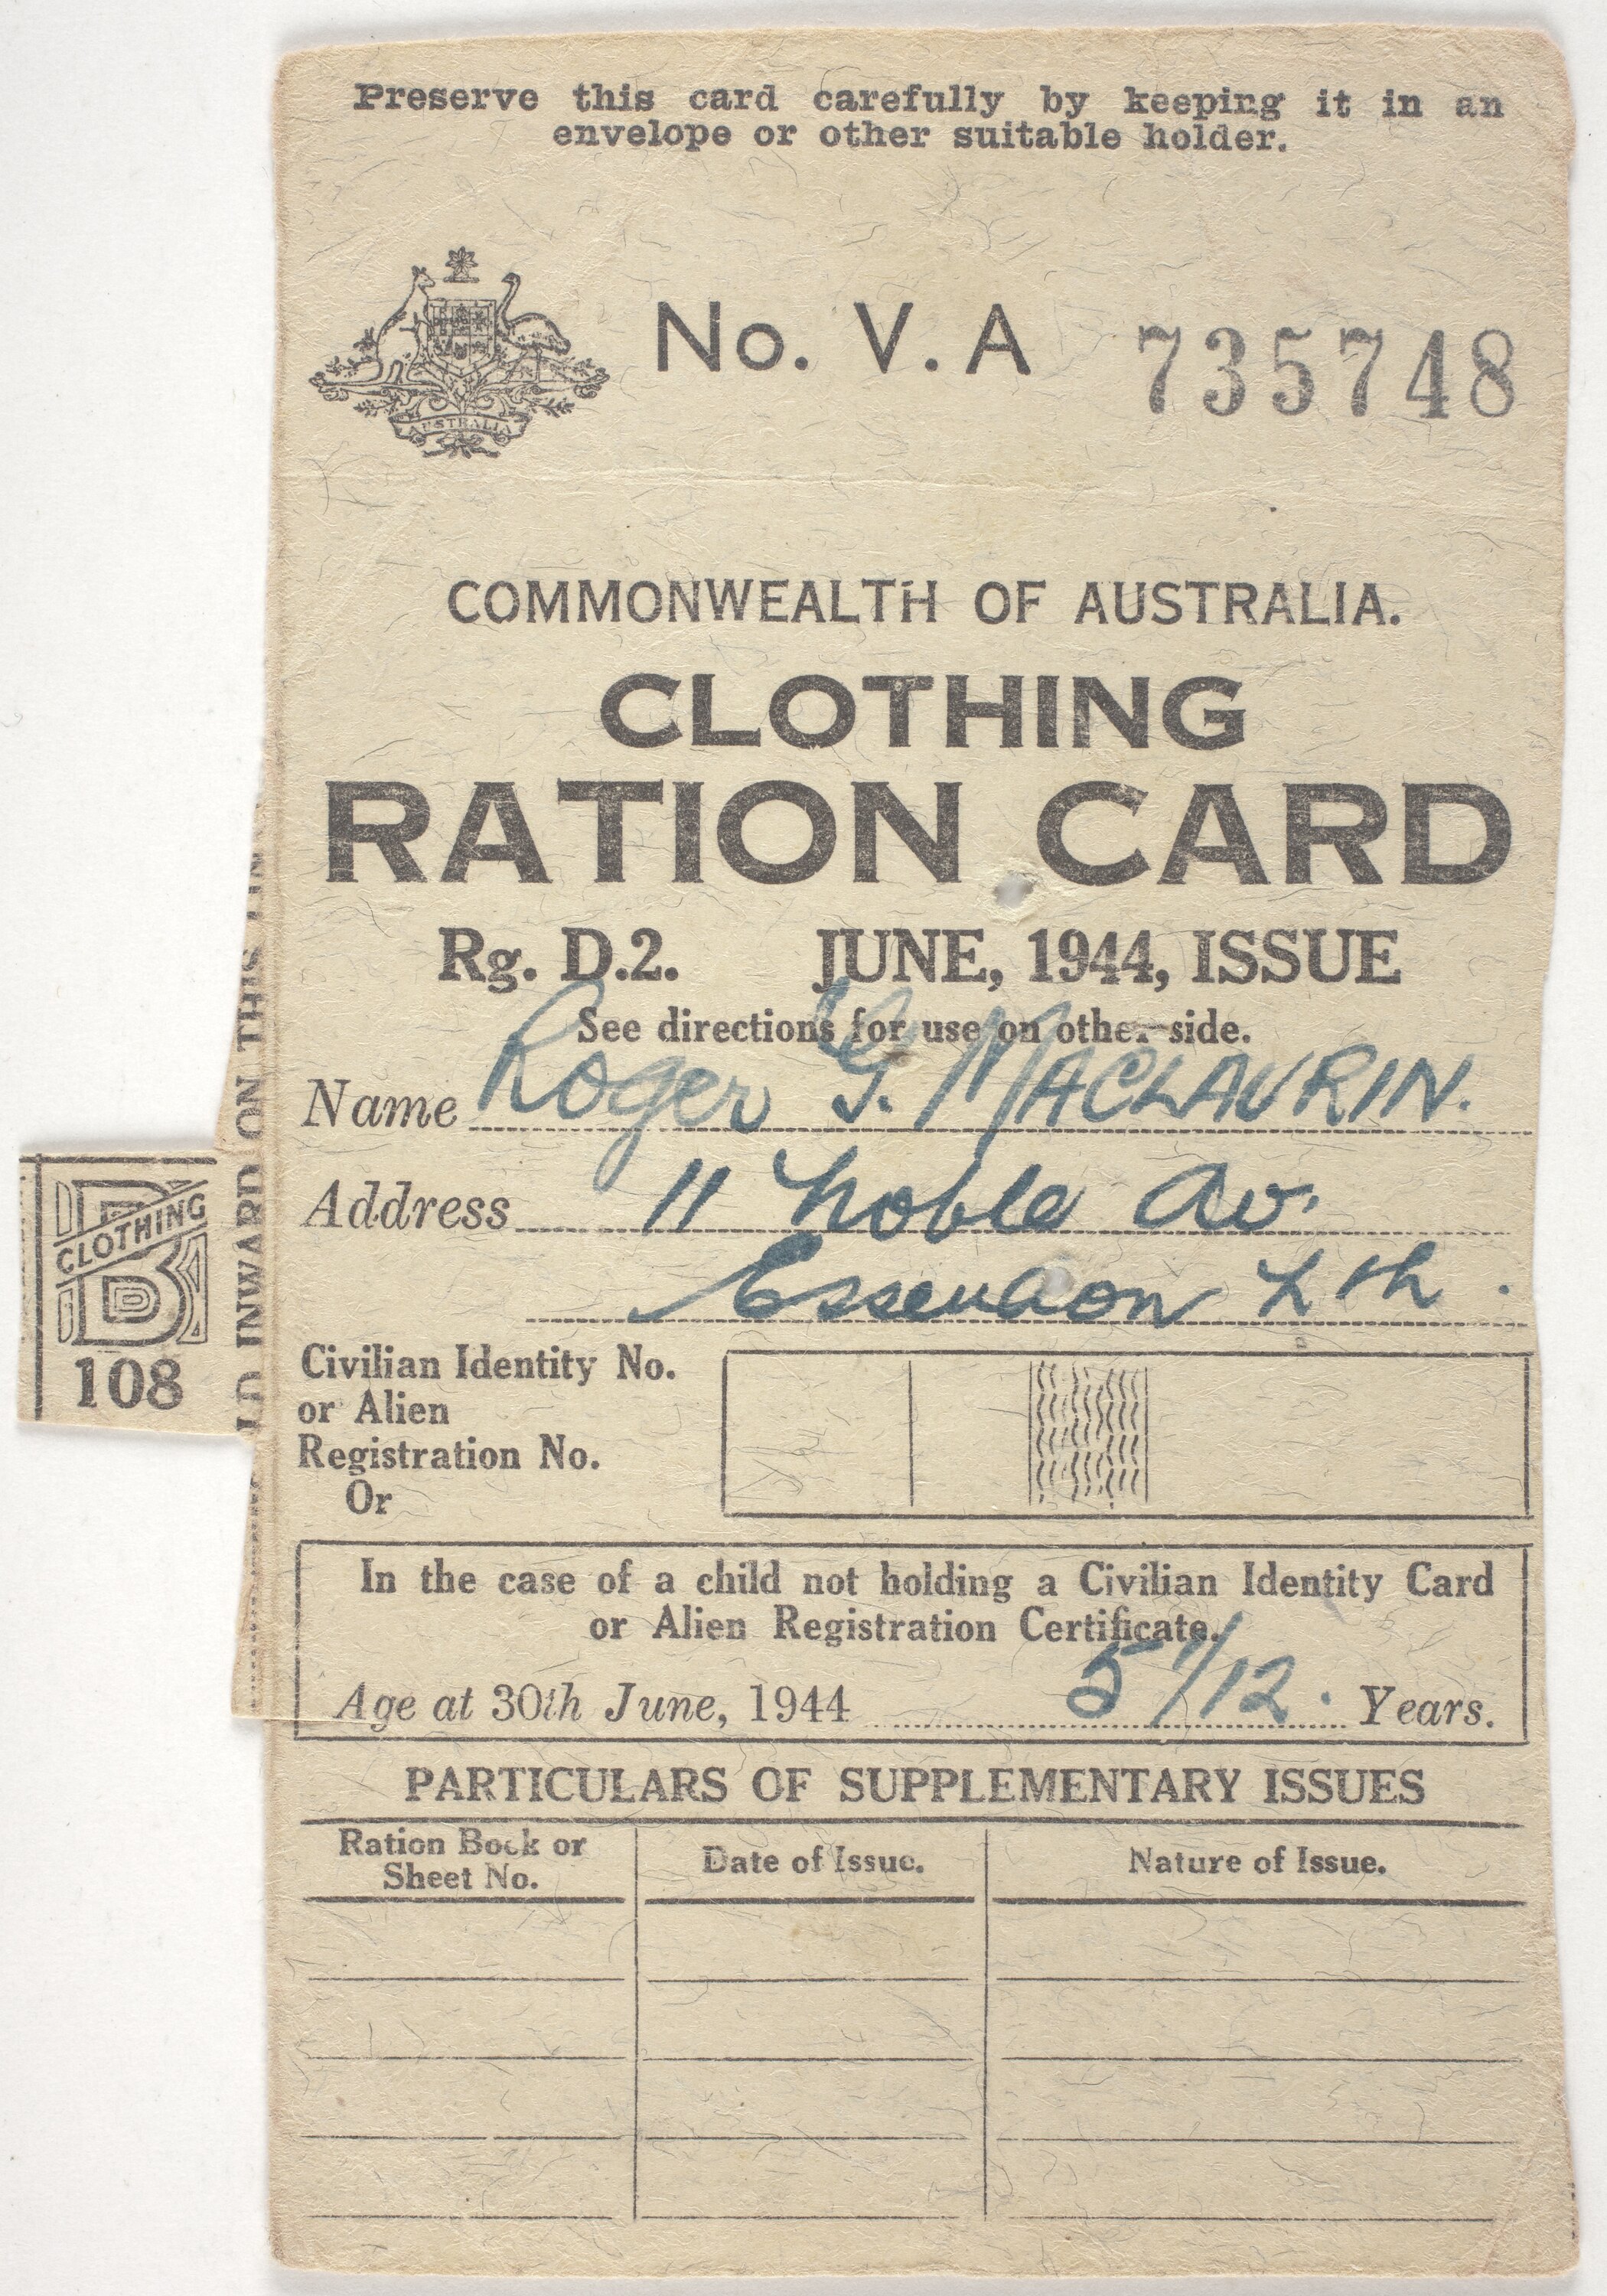 Preserve this card carefully by keeping it in an
envelope or other suitable holder.
AUSTRALIA
No. V. A 735748
COMMONWEALTH OF AUSTRALIA.
CLOTHING
RATION CARD
Rg. D.2. JUNE, 1944, ISSUE
See directions for use on other side.
Name Roger G. MACLAURIN.
Address 11 Noble Av.
Essendon Nth.
CLOTHING
B
108
INWARD ON THIS
Civilian Identity No.
or Alien
Registration No.
Or
In the case of a child not holding a Civilian Identity Card
or Alien Registration Certificate.
Age at 30th June, 1944 5 1/12. Years.
PARTICULARS OF SUPPLEMENTARY ISSUES
Ration Book or
Sheet No.
Date of Issue.
Nature of Issue.